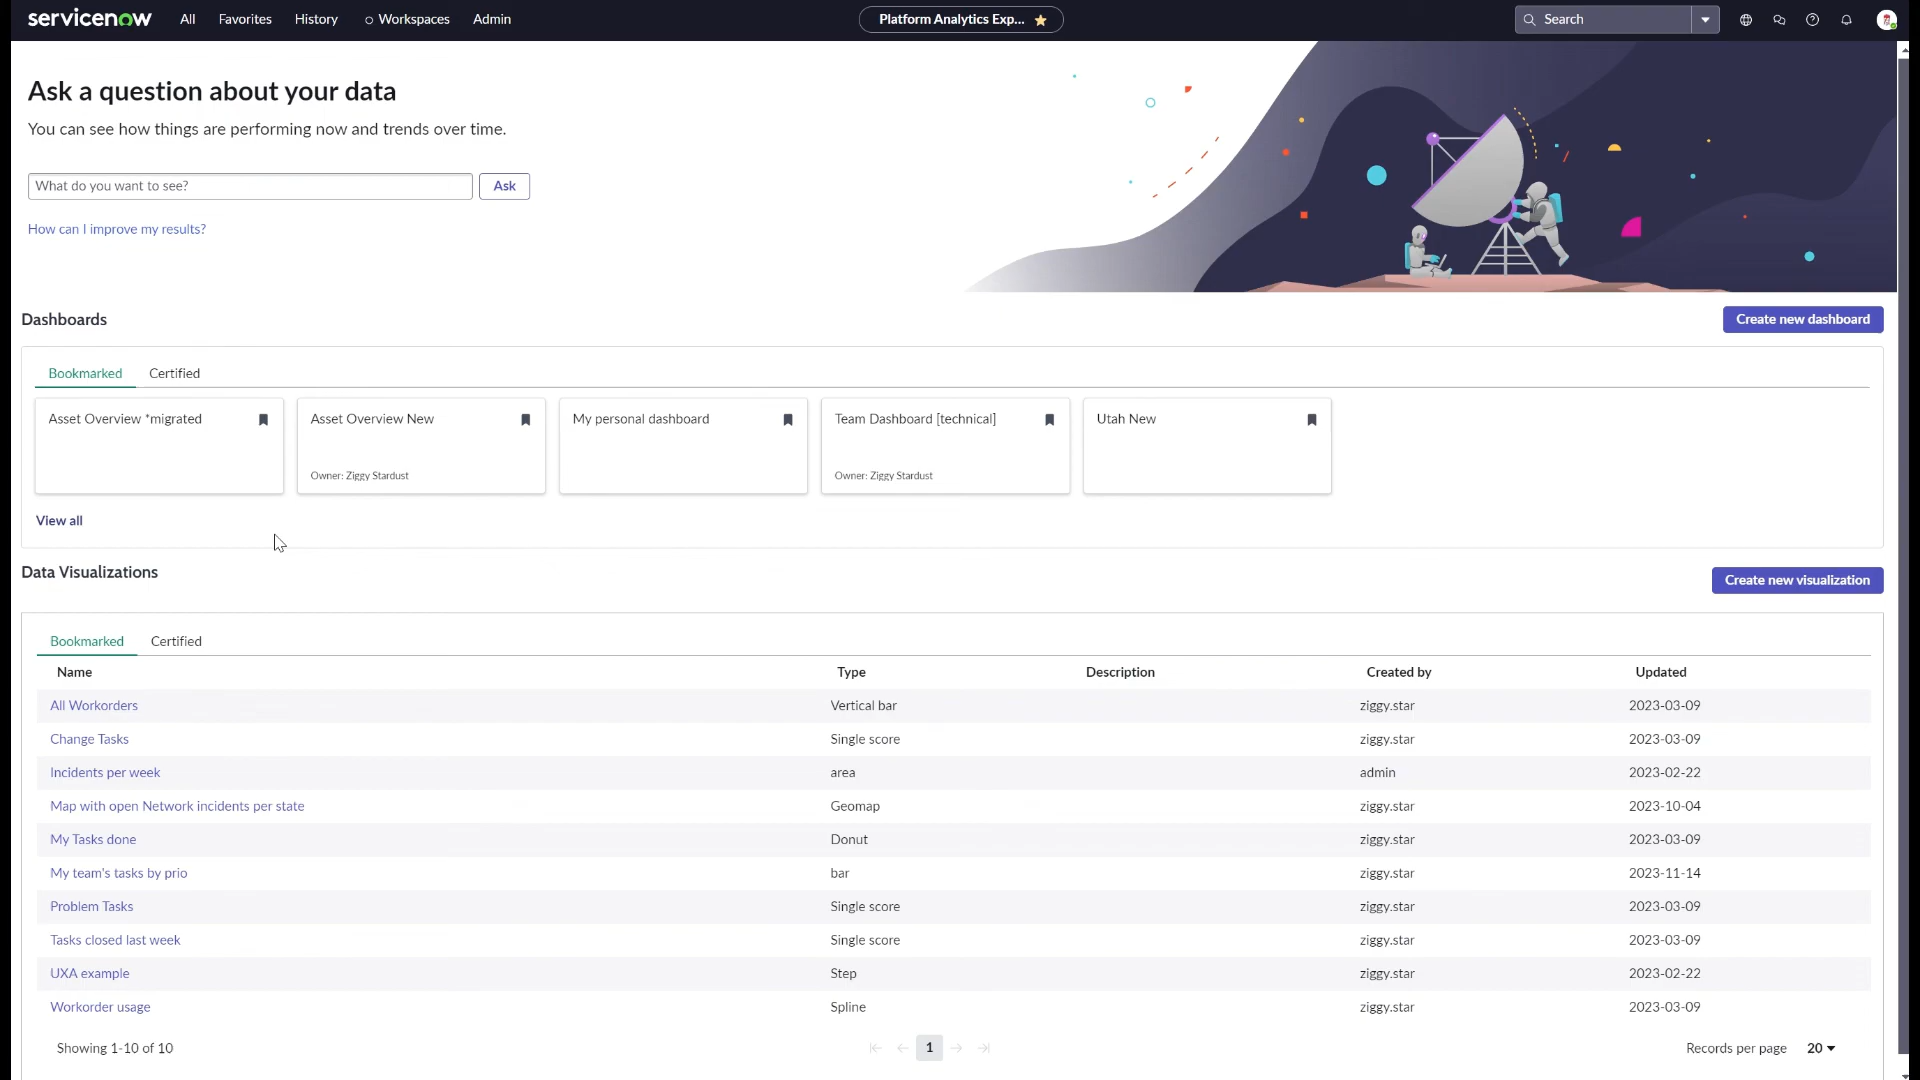 servicenow All Favorites History Workspaces Admin Platform Analytics Exp... Search
Ask a question about your data
You can see how things are performing now and trends over time.
What do you want to see? Ask
How can I improve my results?
Dashboards Create new dashboard
Bookmarked Certified
Asset Overview *migrated Asset Overview New My personal dashboard Team Dashboard [technical] Utah New
Owner: Ziggy Stardust Owner: Ziggy Stardust
View all
Data Visualizations Create new visualization
Bookmarked Certified
Name Type Description Created by Updated
All Workorders Vertical bar ziggy.star 2023-03-09
Change Tasks Single score ziggy.star 2023-03-09
Incidents per week area admin 2023-02-22
Map with open Network incidents per state Geomap ziggy.star 2023-10-04
My Tasks done Donut ziggy.star 2023-03-09
My team's tasks by prio bar ziggy.star 2023-11-14
Problem Tasks Single score ziggy.star 2023-03-09
Tasks closed last week Single score ziggy.star 2023-03-09
UXA example Step ziggy.star 2023-02-22
Workorder usage Spline ziggy.star 2023-03-09
Showing 1-10 of 10 1 Records per page 20